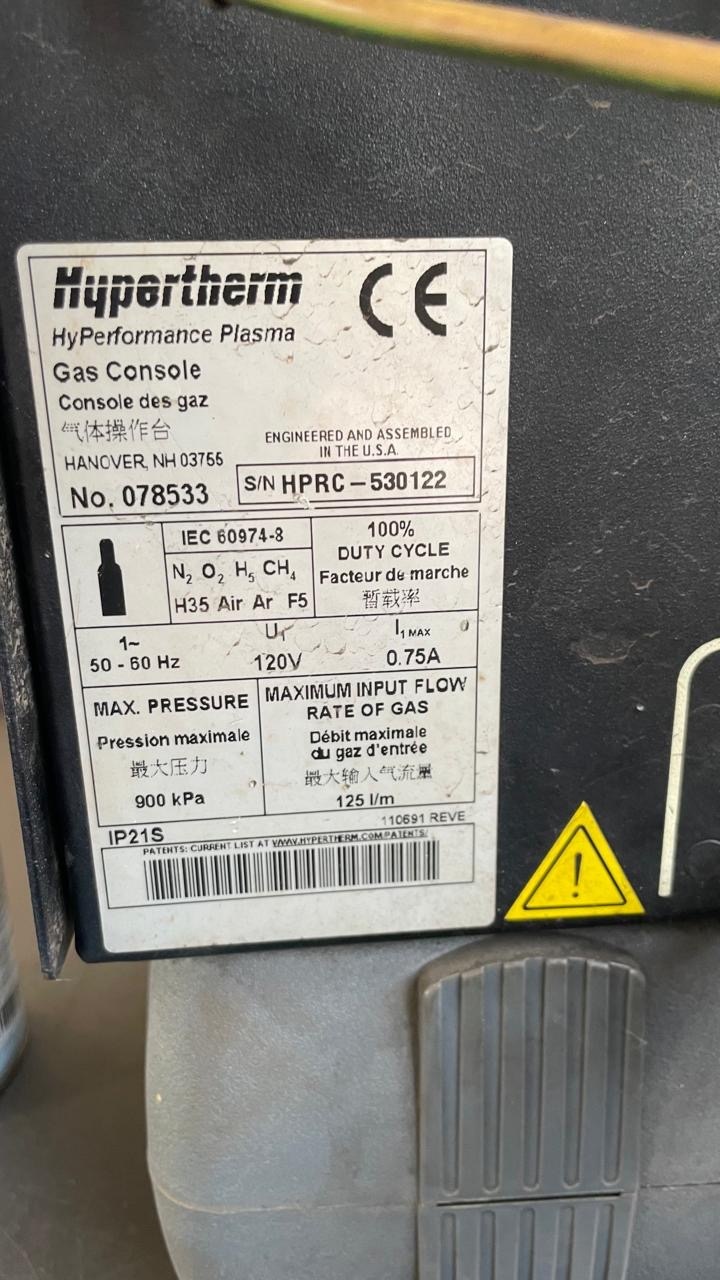 Hypertherm
CE
HyPerformance Plasma
Gas Console
Console des gaz
气体操作台
ENGINEERED AND ASSEMBLED
IN THE U.S.A.
HANOVER, NH 03755
No. 078533
S/N HPRC-530122
IEC 60974-8
N2 O2 H5 CH4
H35 Air Ar F5
100%
DUTY CYCLE
Facteur de marche
暂载率
1~
50 - 60 Hz
U1
120V
I1 MAX
0.75A
MAX. PRESSURE
Pression maximale
最大压力
900 kPa
MAXIMUM INPUT FLOW
RATE OF GAS
Débit maximale
du gaz d'entrée
最大输入气流量
125 l/m
IP21S
110691 REVE
PATENTS: CURRENT LIST AT WWW.HYPERTHERM.COM/PATENTS/
!